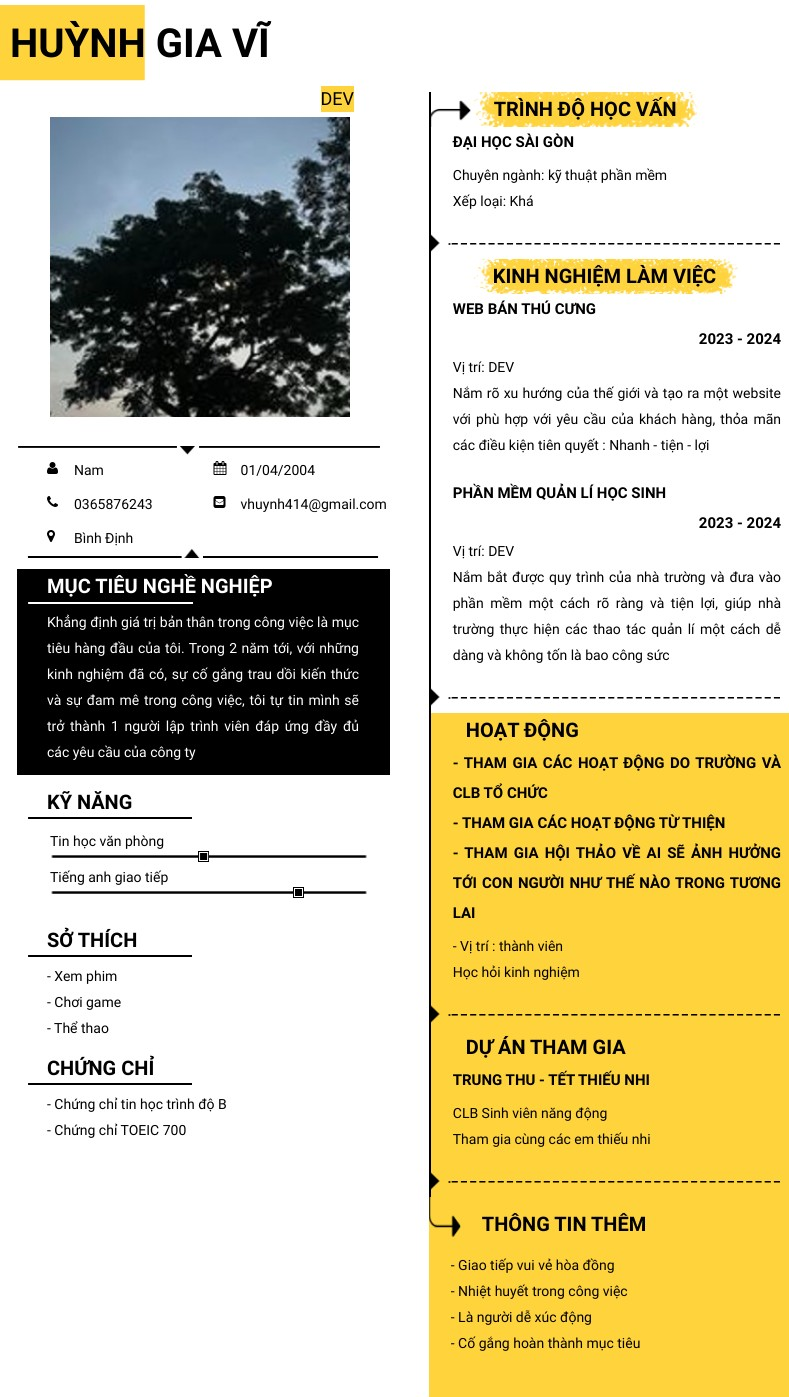 HUỲNH GIA VĨ
DEV
Nam
01/04/2004
0365876243
vhuynh414@gmail.com
Bình Định
MỤC TIÊU NGHỀ NGHIỆP
Khẳng định giá trị bản thân trong công việc là mục
tiêu hàng đầu của tôi. Trong 2 năm tới, với những
kinh nghiệm đã có, sự cố gắng trau dồi kiến thức
và sự đam mê trong công việc, tôi tự tin mình sẽ
trở thành 1 người lập trình viên đáp ứng đầy đủ
các yêu cầu của công ty
KỸ NĂNG
Tin học văn phòng
Tiếng anh giao tiếp
SỞ THÍCH
- Xem phim
- Chơi game
- Thể thao
CHỨNG CHỈ
- Chứng chỉ tin học trình độ B
- Chứng chỉ TOEIC 700
TRÌNH ĐỘ HỌC VẤN
ĐẠI HỌC SÀI GÒN
Chuyên ngành: kỹ thuật phần mềm
Xếp loại: Khá
KINH NGHIỆM LÀM VIỆC
WEB BÁN THÚ CƯNG
2023 - 2024
Vị trí: DEV
Nắm rõ xu hướng của thế giới và tạo ra một website
với phù hợp với yêu cầu của khách hàng, thỏa mãn
các điều kiện tiên quyết : Nhanh - tiện - lợi
PHẦN MỀM QUẢN LÍ HỌC SINH
2023 - 2024
Vị trí: DEV
Nắm bắt được quy trình của nhà trường và đưa vào
phần mềm một cách rõ ràng và tiện lợi, giúp nhà
trường thực hiện các thao tác quản lí một cách dễ
dàng và không tốn là bao công sức
HOẠT ĐỘNG
- THAM GIA CÁC HOẠT ĐỘNG DO TRƯỜNG VÀ
CLB TỔ CHỨC
- THAM GIA CÁC HOẠT ĐỘNG TỪ THIỆN
- THAM GIA HỘI THẢO VỀ AI SẼ ẢNH HƯỞNG
TỚI CON NGƯỜI NHƯ THẾ NÀO TRONG TƯƠNG
LAI
- Vị trí : thành viên
Học hỏi kinh nghiệm
DỰ ÁN THAM GIA
TRUNG THU - TẾT THIẾU NHI
CLB Sinh viên năng động
Tham gia cùng các em thiếu nhi
THÔNG TIN THÊM
- Giao tiếp vui vẻ hòa đồng
- Nhiệt huyết trong công việc
- Là người dễ xúc động
- Cố gắng hoàn thành mục tiêu